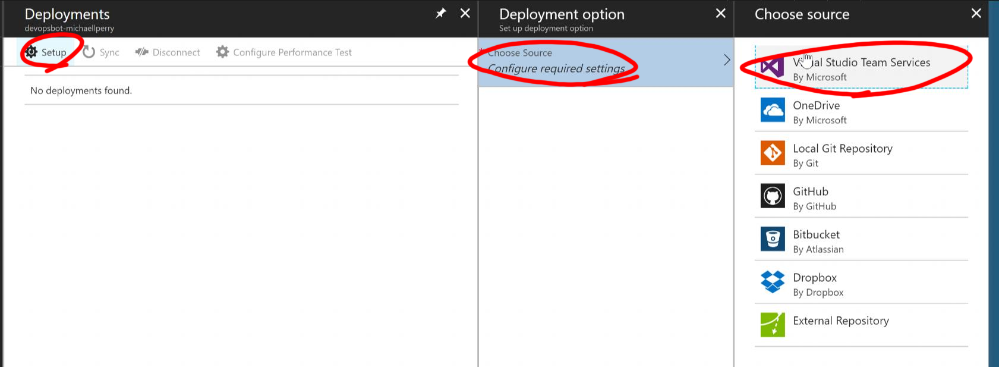 Deployments
devopsbot-michaellperry
Setup
Sync
Disconnect
Configure Performance Test
No deployments found.
Deployment option
Set up deployment option
* Choose Source
Configure required settings
Choose source
Visual Studio Team Services
By Microsoft
OneDrive
By Microsoft
Local Git Repository
By Git
GitHub
By GitHub
Bitbucket
By Atlassian
Dropbox
By Dropbox
External Repository